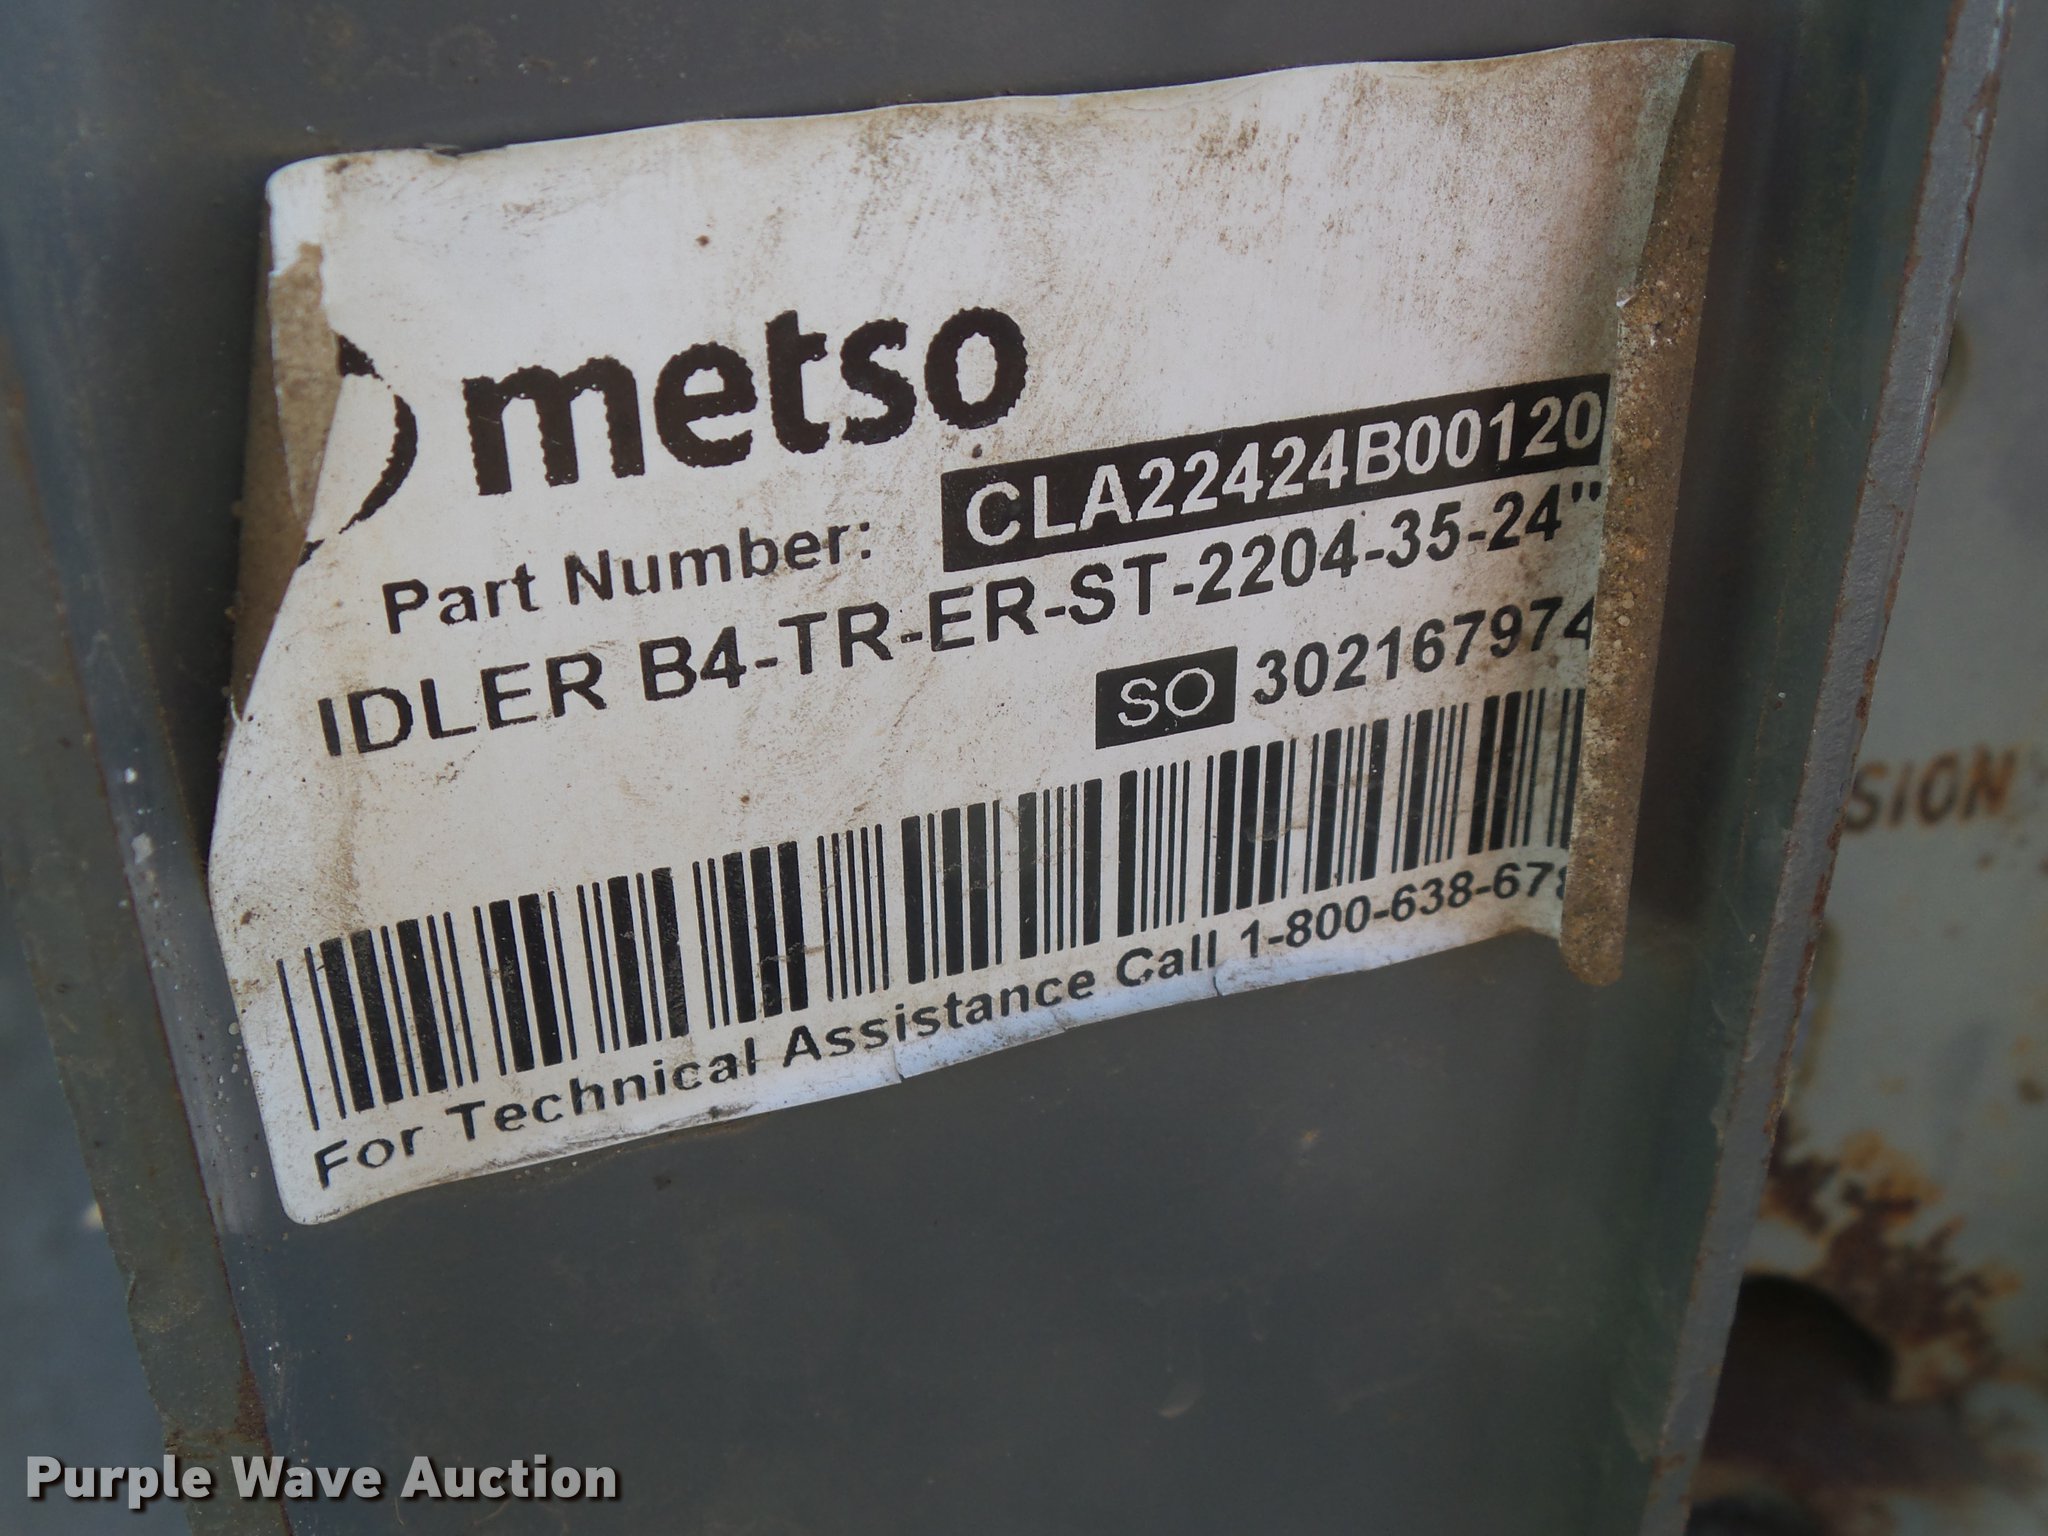 metso
Part Number: CLA22424B00120
IDLER B4-TR-ER-ST-2204-35-24"
SO 302167974
For Technical Assistance Call 1-800-638-678
SION
Purple Wave Auction